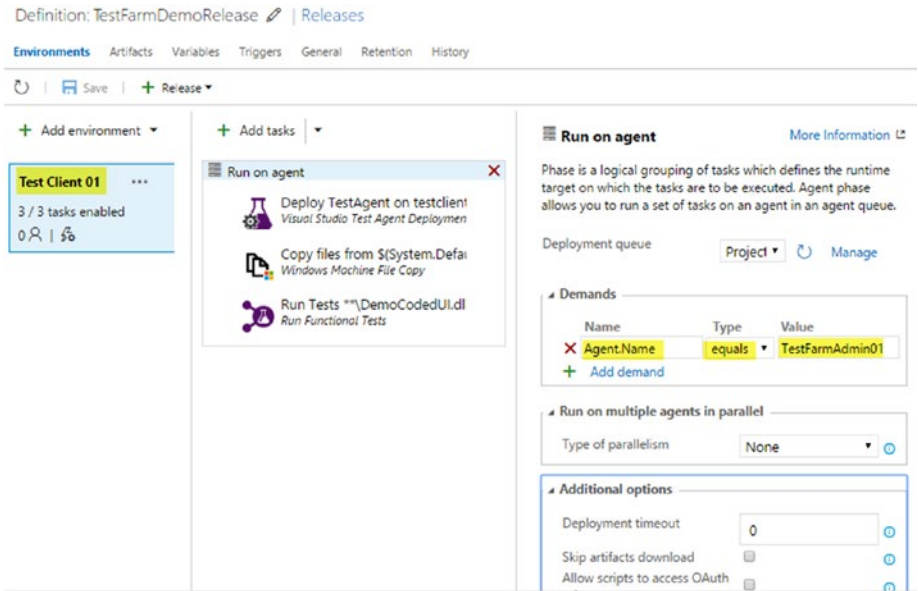 Definition: TestFarmDemoRelease | Releases
Environments Artifacts Variables Triggers General Retention History
Save | + Release
+ Add environment
Test Client 01 ...
3 / 3 tasks enabled
0
+ Add tasks
Run on agent
Deploy TestAgent on testclient
Visual Studio Test Agent Deploymen
Copy files from $(System.Defau
Windows Machine File Copy
Run Tests **\DemoCodedUI.dl
Run Functional Tests
Run on agent More Information
Phase is a logical grouping of tasks which defines the runtime
target on which the tasks are to be executed. Agent phase
allows you to run a set of tasks on an agent in an agent queue.
Deployment queue Project Manage
Demands
Name Type Value
Agent.Name equals TestFarmAdmin01
+ Add demand
Run on multiple agents in parallel
Type of parallelism None
Additional options
Deployment timeout 0
Skip artifacts download
Allow scripts to access OAuth